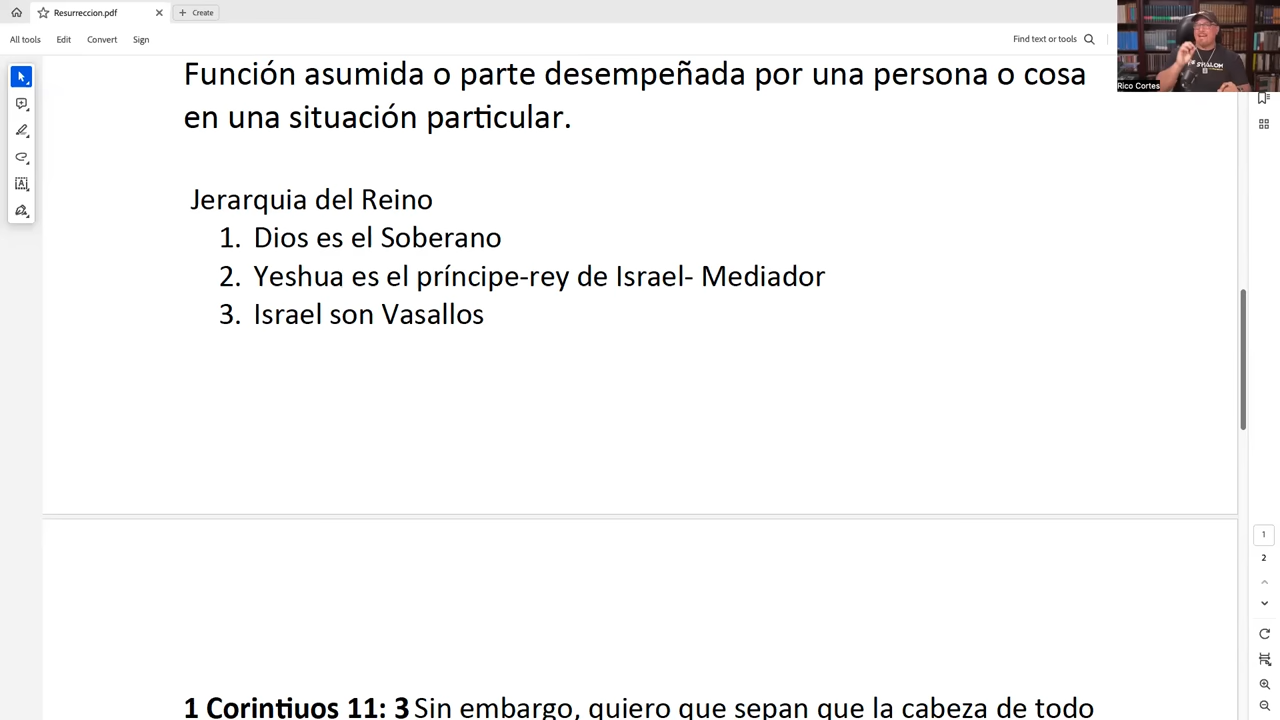 Resurreccion.pdf
Create
All tools
Edit
Convert
Sign
Find text or tools
Función asumida o parte desempeñada por una persona o cosa
en una situación particular.
Jerarquia del Reino
1. Dios es el Soberano
2. Yeshua es el príncipe-rey de Israel- Mediador
3. Israel son Vasallos
1 Corintiuos 11: 3 Sin embargo, quiero que sepan que la cabeza de todo
SHALOM
Rico Cortes
1
2